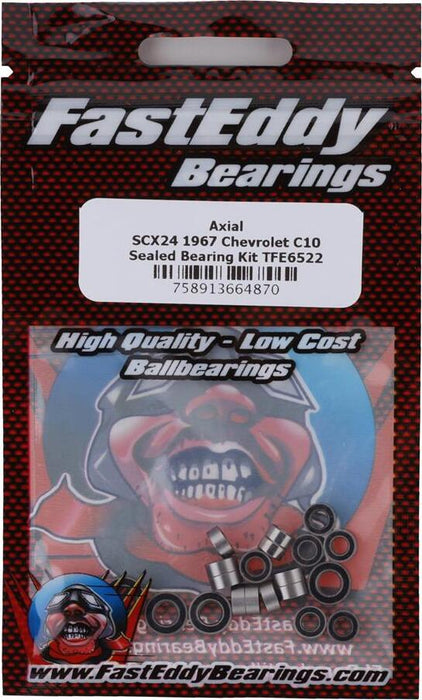 FastEddy
Bearings
Axial
SCX24 1967 Chevrolet C10
Sealed Bearing Kit TFE6522
758913664870
High Quality - Low Cost
Ballbearings
www.FastEddyBearings.com